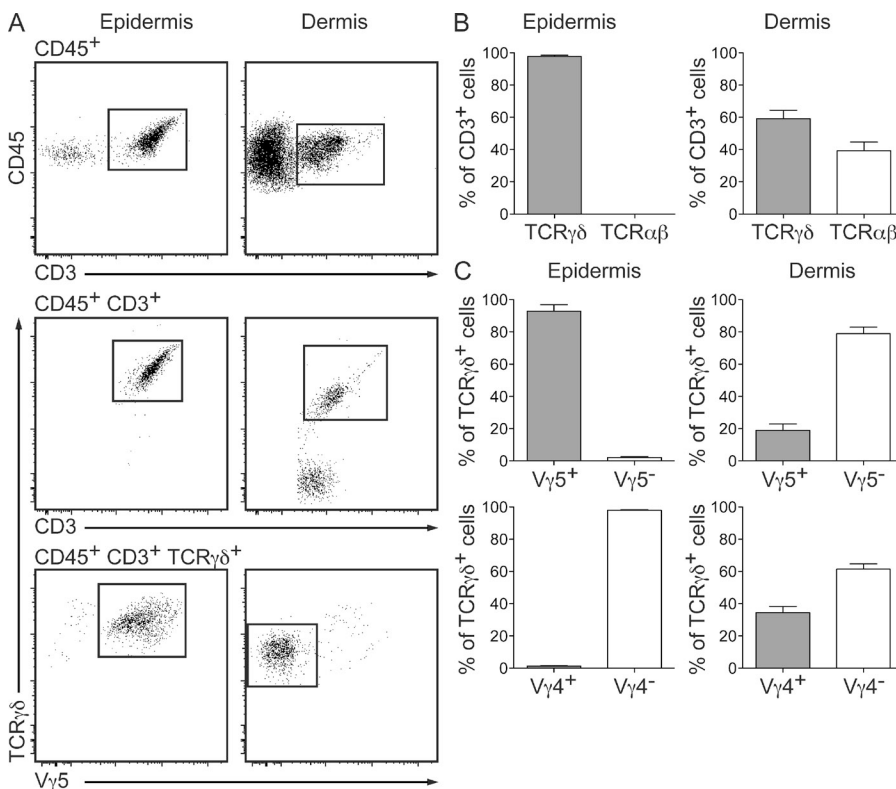 A
Epidermis
Dermis
CD45⁺
CD45
CD3
CD45⁺ CD3⁺
CD3
CD45⁺ CD3⁺ TCRγδ⁺
TCRγδ
Vγ5
B
Epidermis
Dermis
% of CD3⁺ cells
100
80
60
40
20
0
TCRγδ TCRαβ
% of CD3⁺ cells
100
80
60
40
20
0
TCRγδ TCRαβ
C
Epidermis
Dermis
% of TCRγδ⁺ cells
100
80
60
40
20
0
Vγ5⁺ Vγ5⁻
% of TCRγδ⁺ cells
100
80
60
40
20
0
Vγ5⁺ Vγ5⁻
% of TCRγδ⁺ cells
100
80
60
40
20
0
Vγ4⁺ Vγ4⁻
% of TCRγδ⁺ cells
100
80
60
40
20
0
Vγ4⁺ Vγ4⁻